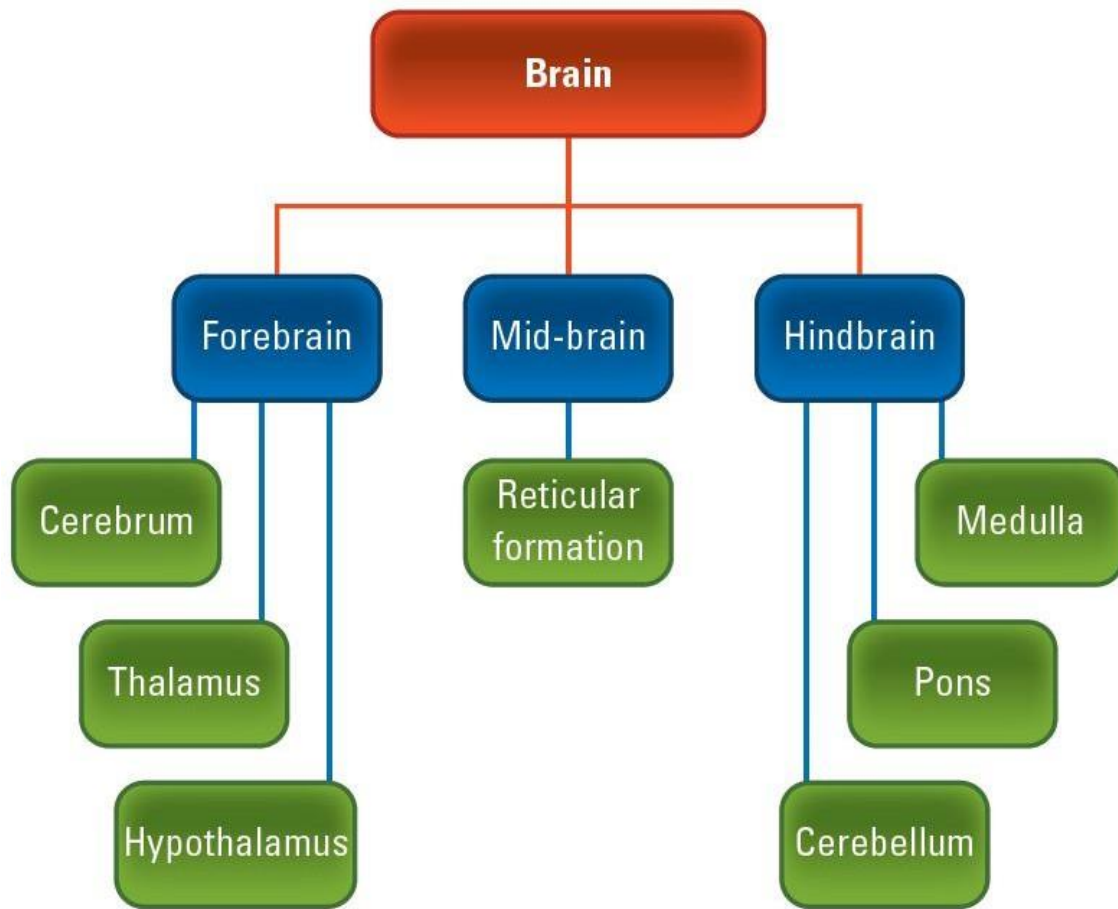 Brain
Forebrain
Mid-brain
Hindbrain
Cerebrum
Reticular
formation
Medulla
Thalamus
Pons
Hypothalamus
Cerebellum